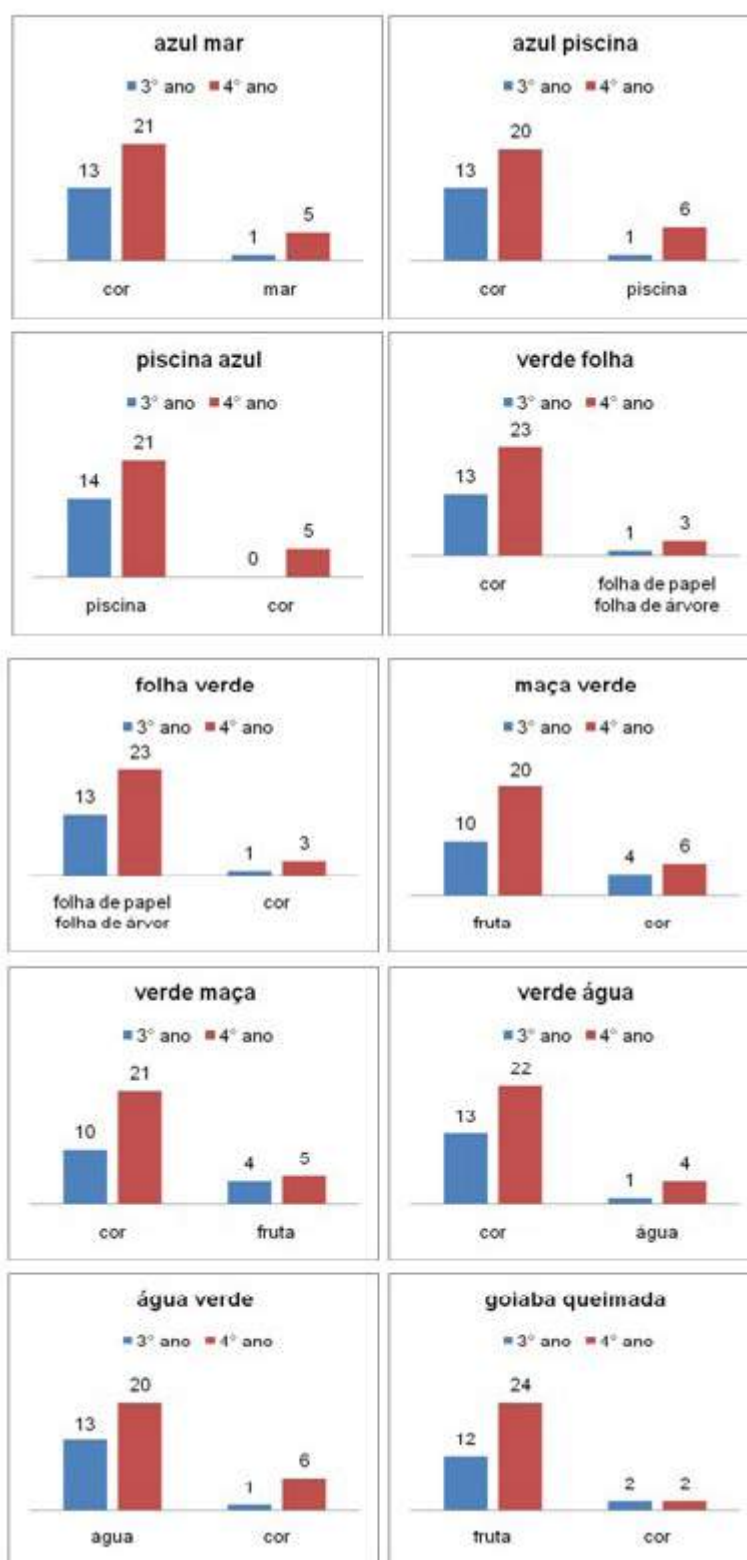 azul mar
3° ano 4° ano
21
13
5
1
cor mar
azul piscina
3° ano 4° ano
20
13
6
1
cor piscina
piscina azul
3° ano 4° ano
21
14
5
0
piscina cor
verde folha
3° ano 4° ano
23
13
3
1
cor folha de papel
folha de árvore
folha verde
3° ano 4° ano
23
13
3
1
folha de papel cor
folha de árvor
maça verde
3° ano 4° ano
20
10
6
4
fruta cor
verde maça
3° ano 4° ano
21
10
5
4
cor fruta
verde água
3° ano 4° ano
22
13
4
1
cor água
água verde
3° ano 4° ano
20
13
6
1
agua cor
goiaba queimada
3° ano 4° ano
24
12
2 2
fruta cor